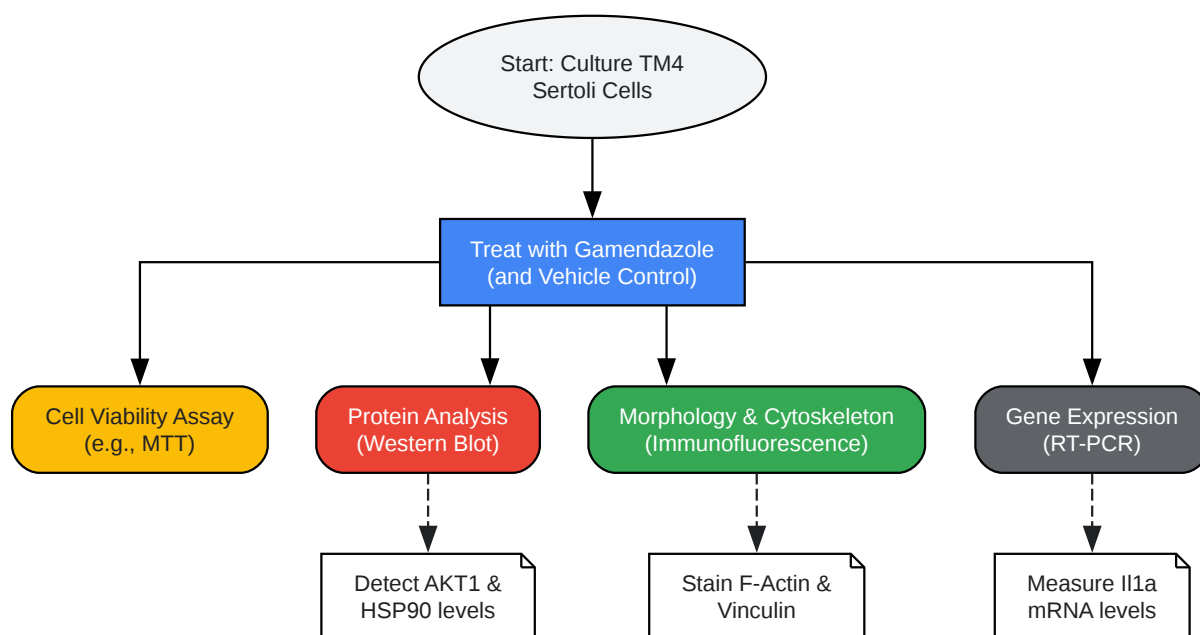 Start: Culture TM4
Sertoli Cells
Treat with Gamendazole
(and Vehicle Control)
Cell Viability Assay
(e.g., MTT)
Protein Analysis
(Western Blot)
Morphology & Cytoskeleton
(Immunofluorescence)
Gene Expression
(RT-PCR)
Detect AKT1 &
HSP90 levels
Stain F-Actin &
Vinculin
Measure Il1a
mRNA levels